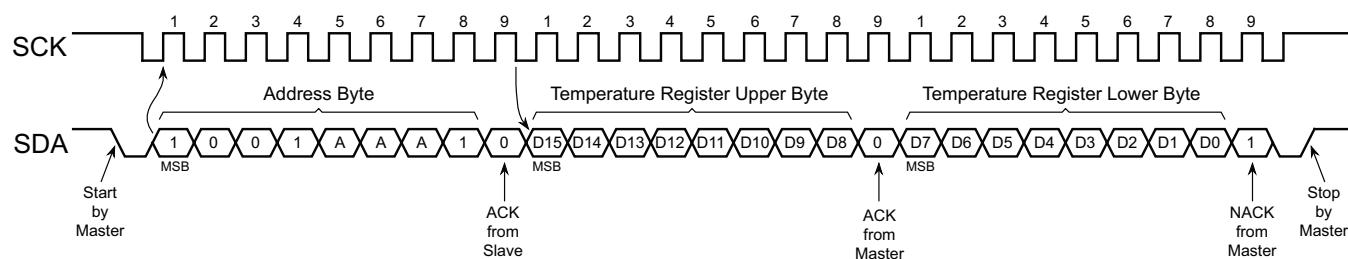 1 2 3 4 5 6 7 8 9 1 2 3 4 5 6 7 8 9 1 2 3 4 5 6 7 8 9
SCK
Address Byte Temperature Register Upper Byte Temperature Register Lower Byte
SDA 1 0 0 1 A A A 1 0 D15 D14 D13 D12 D11 D10 D9 D8 0 D7 D6 D5 D4 D3 D2 D1 D0 1
MSB MSB MSB
Start
by
Master
ACK
from
Slave
ACK
from
Master
NACK
from
Master
Stop
by
Master